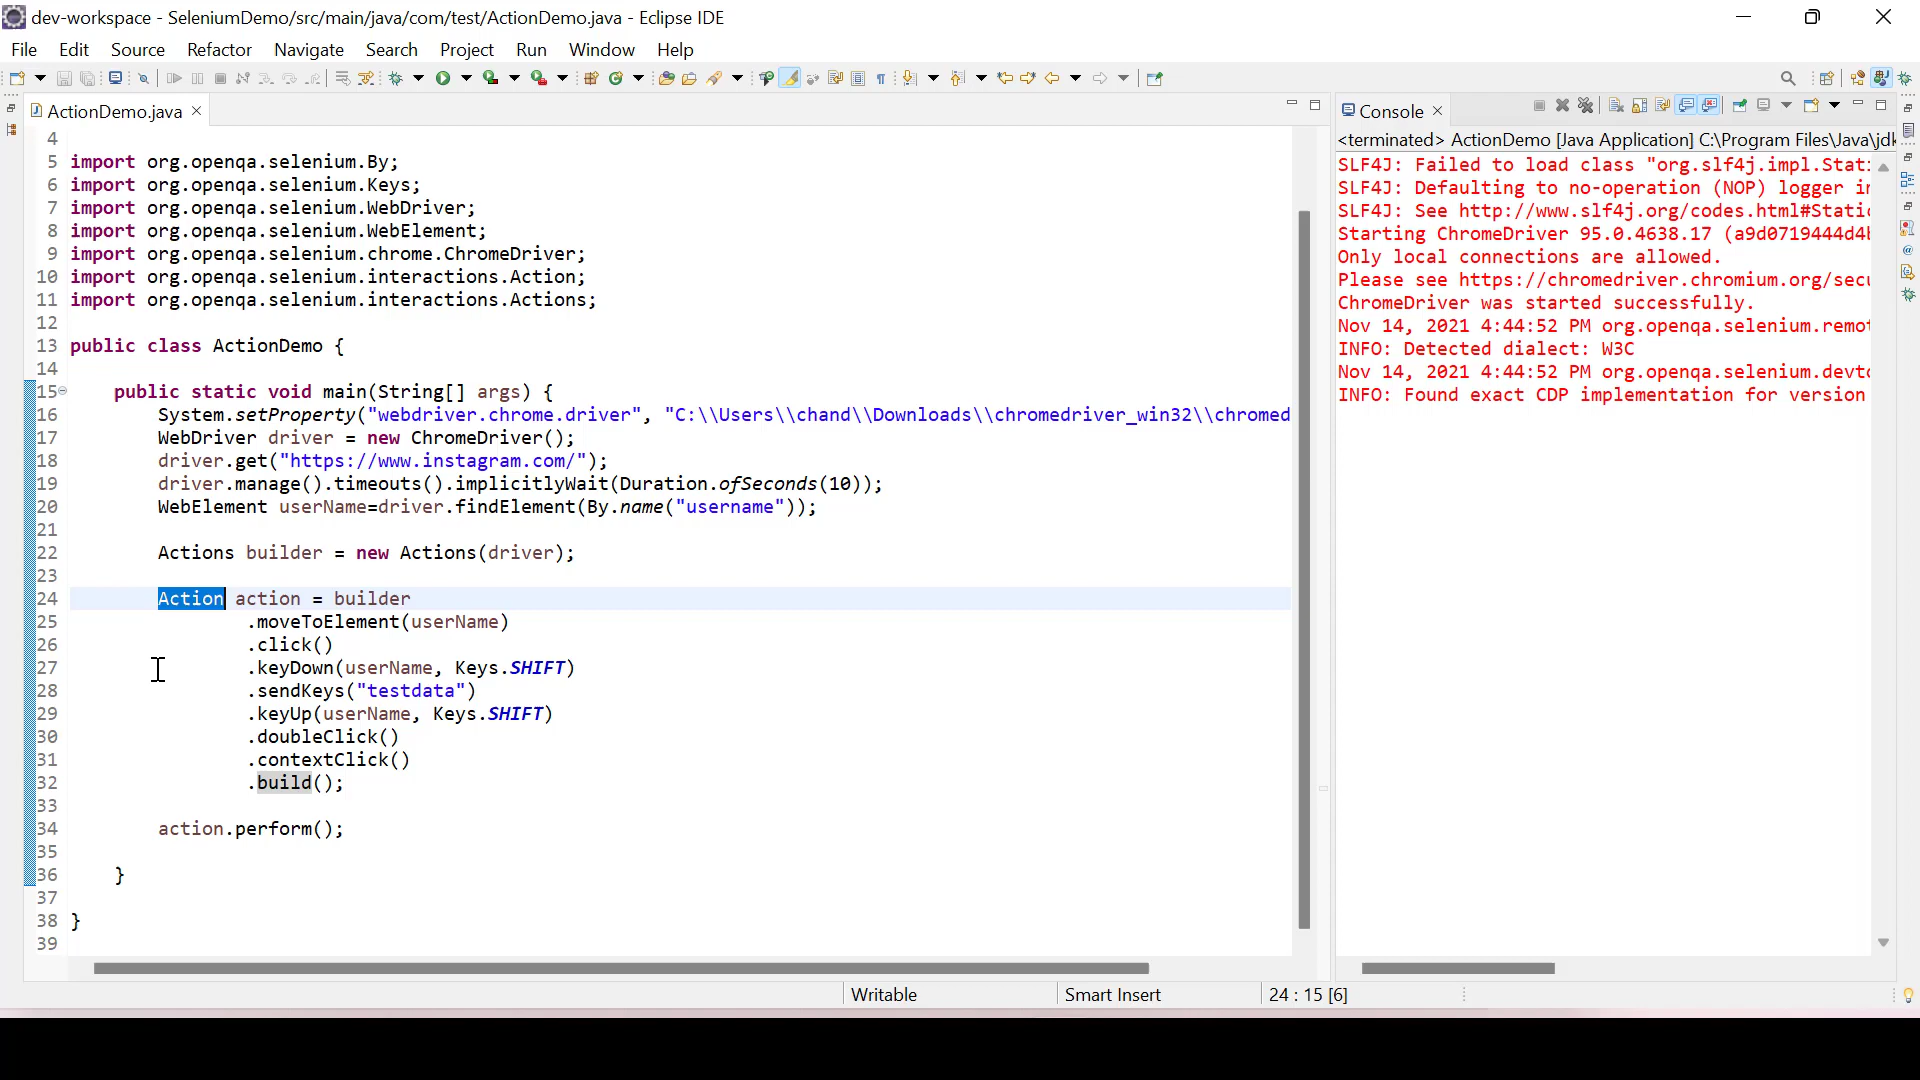 dev-workspace - SeleniumDemo/src/main/java/com/test/ActionDemo.java - Eclipse IDE
File Edit Source Refactor Navigate Search Project Run Window Help
ActionDemo.java
4
5 import org.openqa.selenium.By;
6 import org.openqa.selenium.Keys;
7 import org.openqa.selenium.WebDriver;
8 import org.openqa.selenium.WebElement;
9 import org.openqa.selenium.chrome.ChromeDriver;
10 import org.openqa.selenium.interactions.Action;
11 import org.openqa.selenium.interactions.Actions;
12
13 public class ActionDemo {
14
15 public static void main(String[] args) {
16 System.setProperty("webdriver.chrome.driver", "C:\\Users\\chand\\Downloads\\chromedriver_win32\\chromed
17 WebDriver driver = new ChromeDriver();
18 driver.get("https://www.instagram.com/");
19 driver.manage().timeouts().implicitlyWait(Duration.ofSeconds(10));
20 WebElement userName=driver.findElement(By.name("username"));
21
22 Actions builder = new Actions(driver);
23
24 Action action = builder
25 .moveToElement(userName)
26 .click()
27 .keyDown(userName, Keys.SHIFT)
28 .sendKeys("testdata")
29 .keyUp(userName, Keys.SHIFT)
30 .doubleClick()
31 .contextClick()
32 .build();
33
34 action.perform();
35
36 }
37
38 }
39
Console
<terminated> ActionDemo [Java Application] C:\Program Files\Java\jdk
SLF4J: Failed to load class "org.slf4j.impl.Stati
SLF4J: Defaulting to no-operation (NOP) logger in
SLF4J: See http://www.slf4j.org/codes.html#Static
Starting ChromeDriver 95.0.4638.17 (a9d0719444d4b
Only local connections are allowed.
Please see https://chromedriver.chromium.org/secu
ChromeDriver was started successfully.
Nov 14, 2021 4:44:52 PM org.openqa.selenium.remot
INFO: Detected dialect: W3C
Nov 14, 2021 4:44:52 PM org.openqa.selenium.devto
INFO: Found exact CDP implementation for version
Writable Smart Insert 24 : 15 [6]